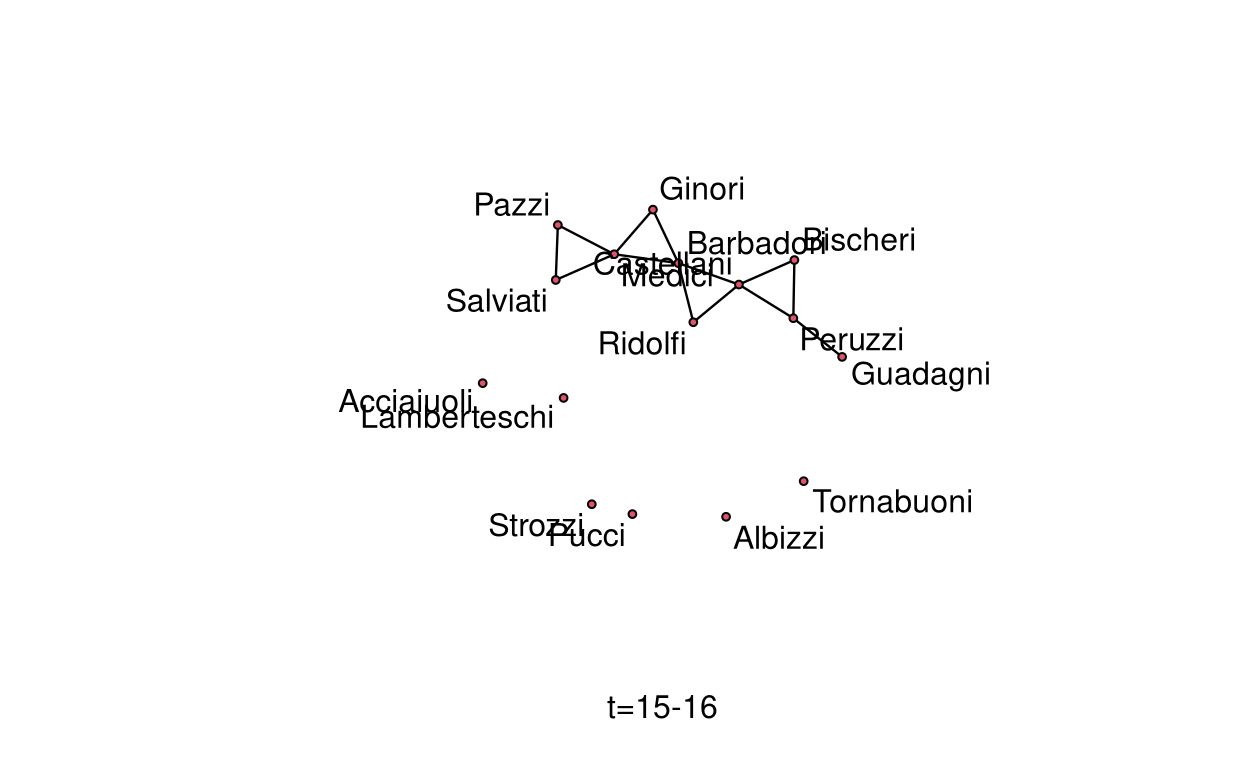 Ginori
Pazzi
Barbadori
Bischeri
Castellani
Medici
Salviati
Ridolfi
Peruzzi
Guadagni
Acciaiuoli
Lamberteschi
Tornabuoni
Strozzi
Pucci
Albizzi
t=15-16